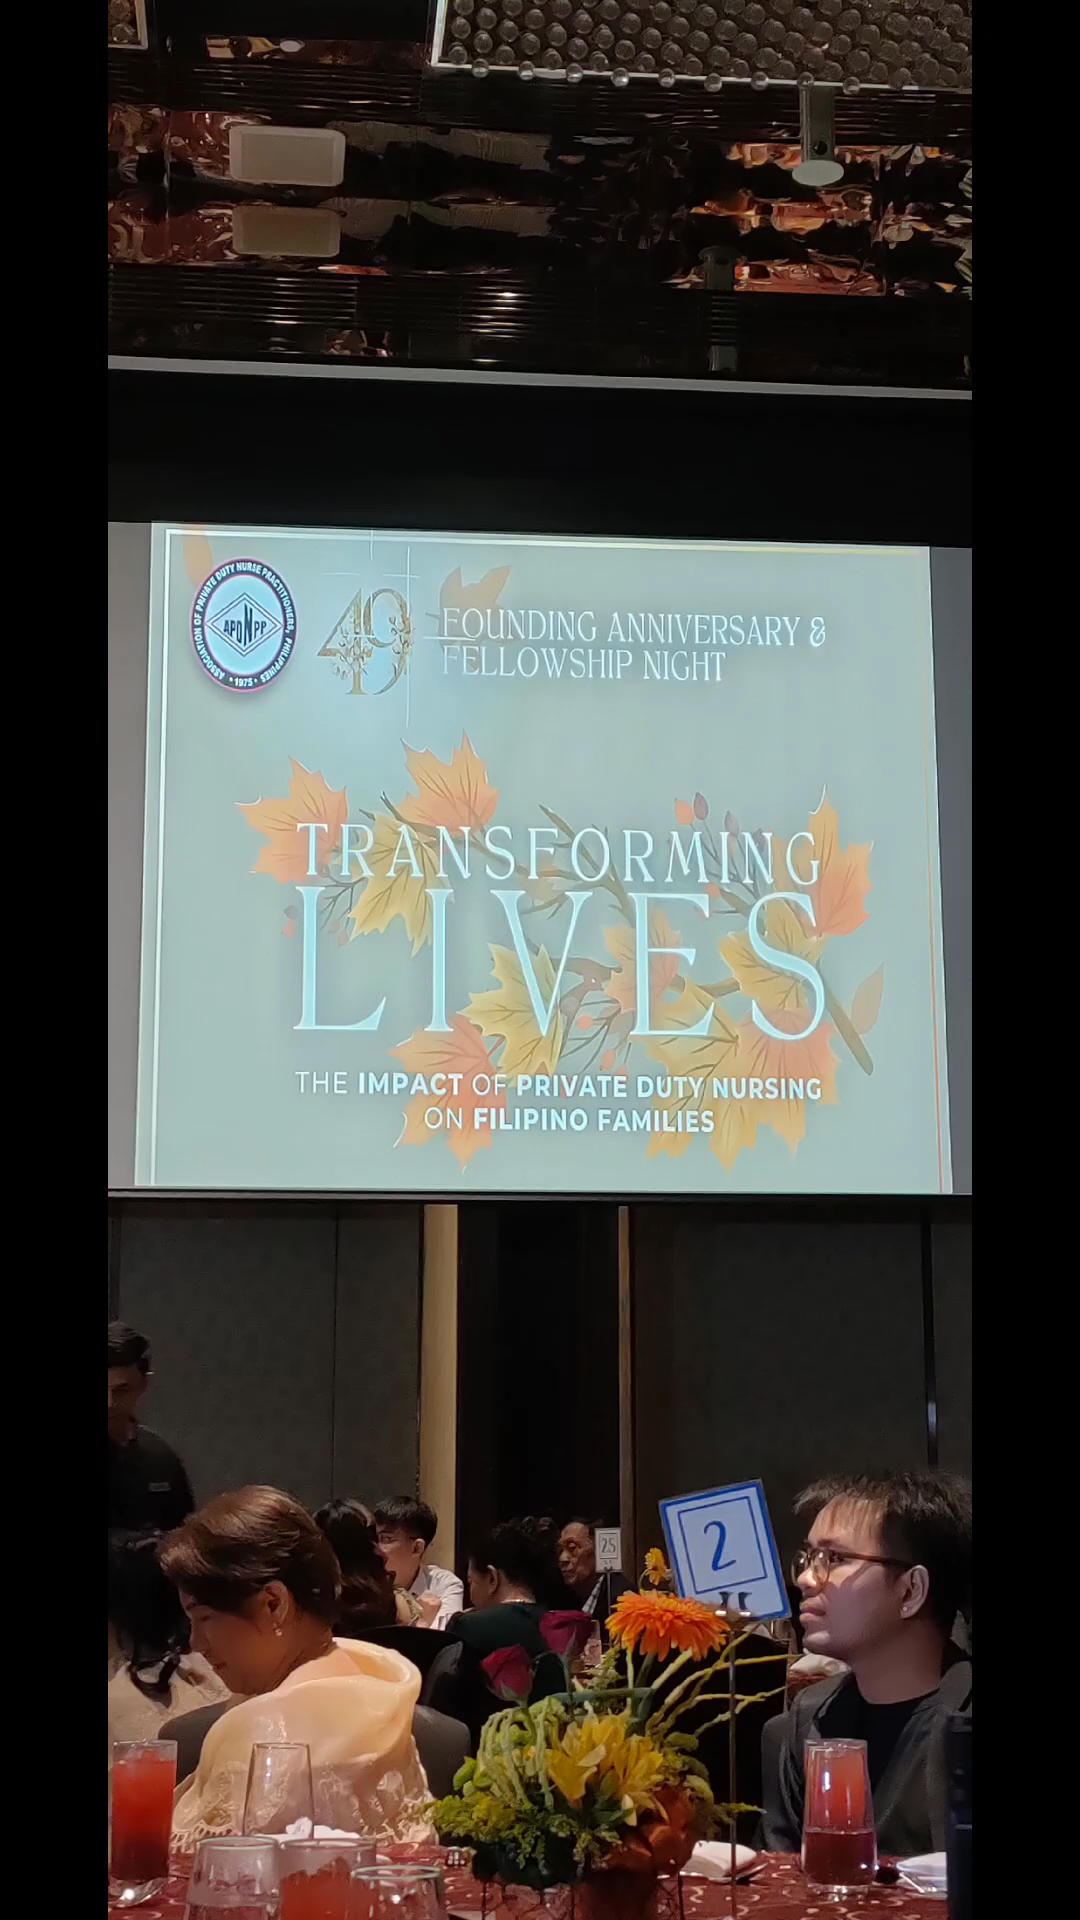 ASSOCIATION OF PRIVATE DUTY NURSE PRACTITIONERS, PHILIPPINES
APDNPP
• 1975 •
49
FOUNDING ANNIVERSARY &
FELLOWSHIP NIGHT
TRANSFORMING
LIVES
THE IMPACT OF PRIVATE DUTY NURSING
ON FILIPINO FAMILIES
25
2